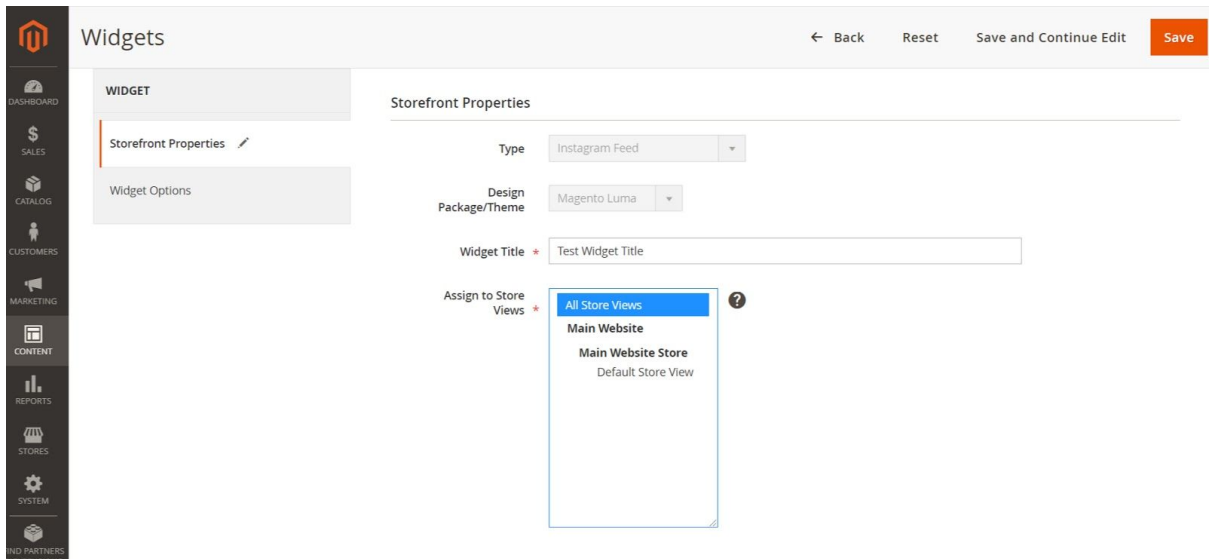 Widgets
← Back Reset Save and Continue Edit Save
DASHBOARD
SALES
CATALOG
CUSTOMERS
MARKETING
CONTENT
REPORTS
STORES
SYSTEM
IND PARTNERS
WIDGET
Storefront Properties
Widget Options
Storefront Properties
Type Instagram Feed
Design
Package/Theme Magento Luma
Widget Title * Test Widget Title
Assign to Store
Views *
All Store Views
Main Website
Main Website Store
Default Store View
?